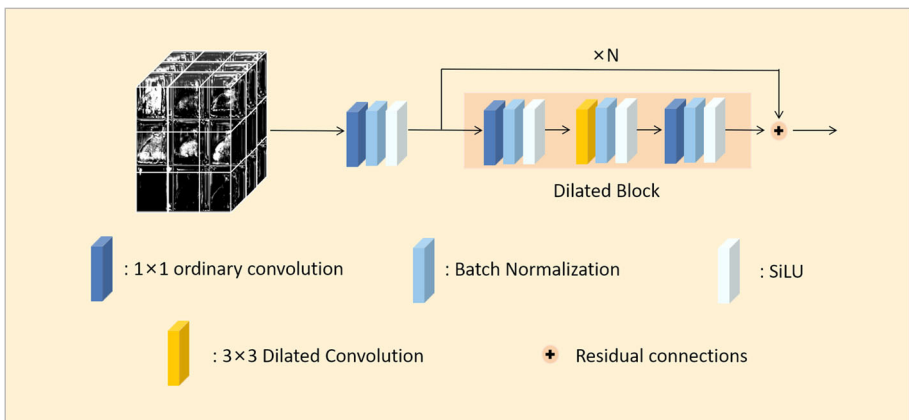 ×N
Dilated Block
: 1×1 ordinary convolution
: Batch Normalization
: SiLU
: 3×3 Dilated Convolution
Residual connections